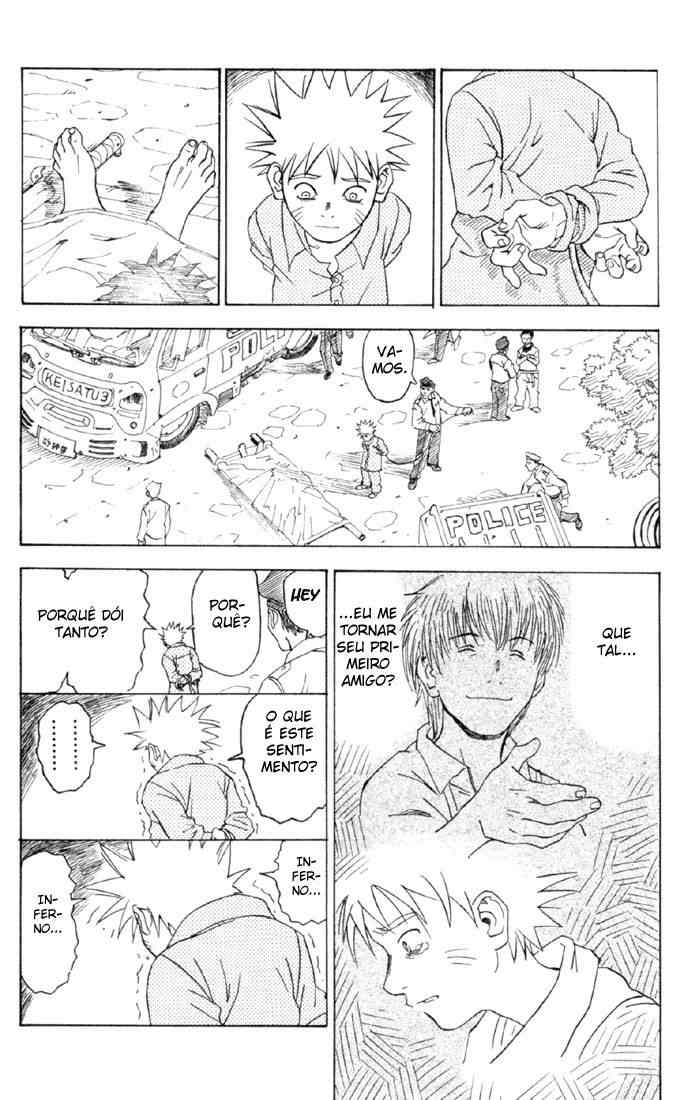 VA-
MOS.
POLICE
KEISATU3
POLICE
QUE
TAL...
...EU ME
TORNAR
SEU PRI-
MEIRO
AMIGO?
HEY
POR-
QUÊ?
PORQUÊ DÓI
TANTO?
O QUE
É ESTE
SENTI-
MENTO?
........
IN-
FER-
NO...
IN-
FER-
NO...